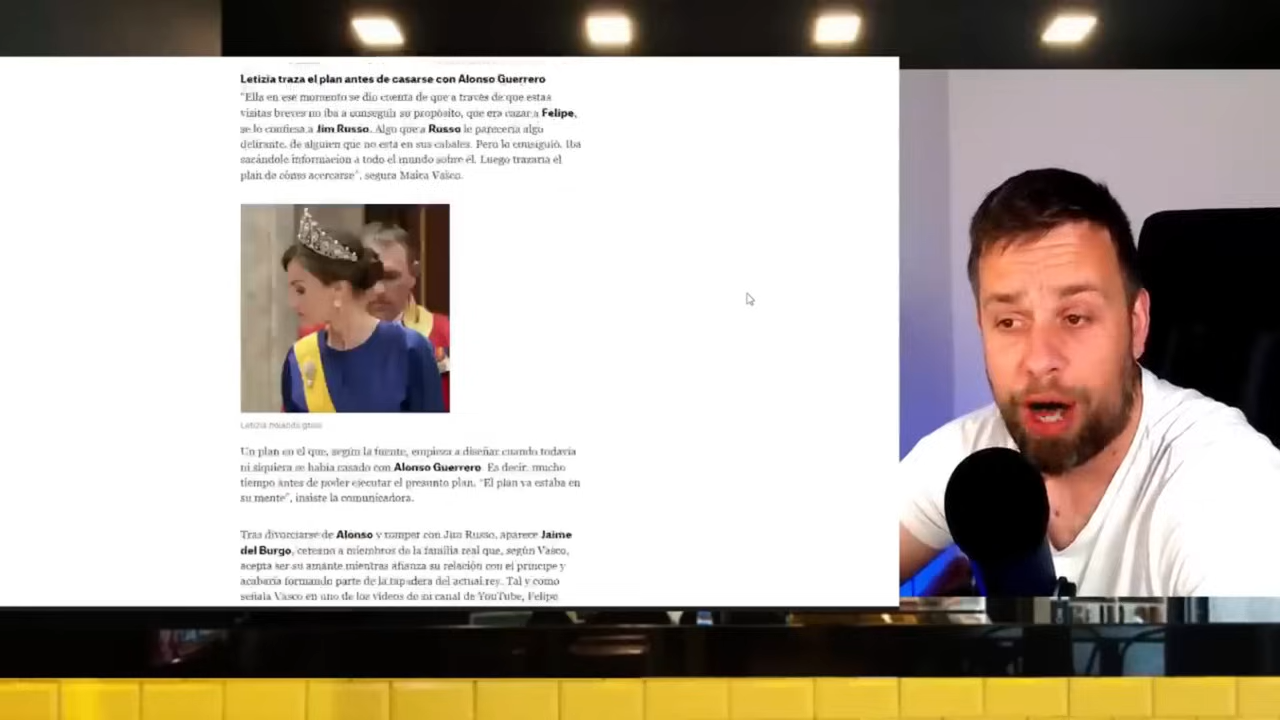 Letizia traza el plan antes de casarse con Alonso Guerrero
"Ella en ese momento se dio cuenta de que a través de que estas
visitas breves no iba a conseguir su propósito, que era cazar a Felipe,
se lo confiesa a Jim Russo. Algo que a Russo le parecería algo
delirante, de alguien que no está en sus cabales. Pero lo consiguió. Iba
sacándole información a todo el mundo sobre él. Luego trazaría el
plan de cómo acercarse", segura Maica Vasco.
Letizia
Un plan en el que, según la fuente, empieza a diseñar cuando todavía
ni siquiera se había casado con Alonso Guerrero. Es decir, mucho
tiempo antes de poder ejecutar el presunto plan. "El plan ya estaba en
su mente", insiste la comunicadora.
Tras divorciarse de Alonso y romper con Jim Russo, aparece Jaime
del Burgo, cercano a miembros de la familia real que, según Vasco,
acepta ser su amante mientras afianza su relación con el príncipe y
acabaría formando parte de la tapadera del actual rey. Tal y como
señala Vasco en uno de los vídeos de su canal de YouTube, Felipe